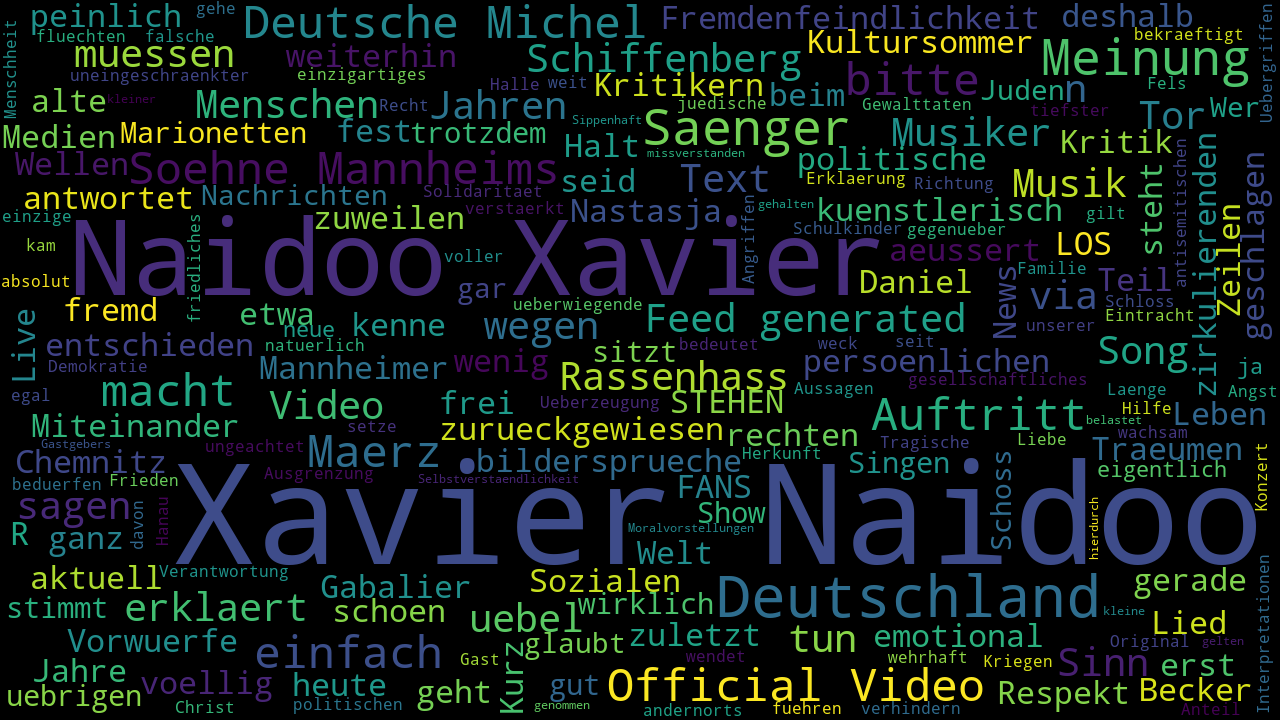 peinlich
gehe
Deutsche Michel
Fremdenfeindlichkeit
deshalb
Uebergriffen
Menschheit
fluechten
falsche
muessen
weiterhin
Schiffenberg
Kultursommer
bekraeftigt
Meinung
uneingeschraenkter
einzigartiges
Halle
weit
Kritikern
bitte
Fels
alte
kleiner
Menschen
Recht
Jahren
juedische
beim
Gewalttaten
Juden
n
tiefster
Tor
Wer
Medien
Marionetten
fest
trotzdem
Sippenhaft
Halt
Saenger
Musiker
Kritik
missverstanden
Wellen
Soehne Mannheims
seid
Text
politische
antisemitischen
zirkulierenden
geschlagen
antwortet
Nachrichten
Solidaritaet
Erklaerung
Richtung
Musik
steht
einzige
zuweilen
verstaerkt
Nastasja
gehalten
kuenstlerisch
gilt
Zeilen
kam
friedliches
Naidoo Xavier
voller
Angriffen
Schulkinder
gegenueber
aeussert
LOS
absolut
gar
Daniel
News
Familie
Teil
fremd
etwa
ueberwiegende
via
Schloss
Live
neue
kenne
wegen
Feed generated
unserer
Eintracht
entschieden
natuerlich
sitzt
bedeutet
weck
seit
Song
Demokratie
Mannheimer
wenig
Rassenhass
persoenlichen
ja
egal
macht
Video
frei
Ueberzeugung
STEHEN
Aussagen
gesellschaftliches
Laenge
Angst
Miteinander
setze
zurueckgewiesen
rechten
Auftritt
belastet
Hilfe
Leben
Gastgebers
ungeachtet
Maerz
Herkunft
Tragische
Liebe
wachsam
Chemnitz
Ausgrenzung
bildersprueche
Singen
Traeumen
beduerfen
Frieden
Selbstverstaendlichkeit
FANS
Schoss
eigentlich
Konzert
sagen
davon
Hanau
Xavier Naidoo
Show
hierdurch
R
ganz
Moralvorstellungen
Welt
aktuell
Verantwortung
Gabalier
Sozialen
gerade
Interpretationen
stimmt
erklaert
schoen
uebel
wirklich
Deutschland
kleine
Lied
Vorwuerfe
einfach
glaubt
zuletzt
tun
emotional
Original
gelten
Jahre
Kurz
Gast
wendet
wehrhaft
Kriegen
Sinn
erst
uebrigen
voellig
heute
geht
gut
Official Video
Respekt
Becker
Christ
politischen
genommen
andernorts
fuehren
verhindern
Anteil